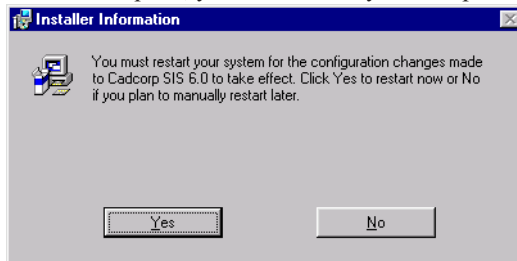 Installer Information
You must restart your system for the configuration changes made
to Cadcorp SIS 6.0 to take effect. Click Yes to restart now or No
if you plan to manually restart later.
Yes
No